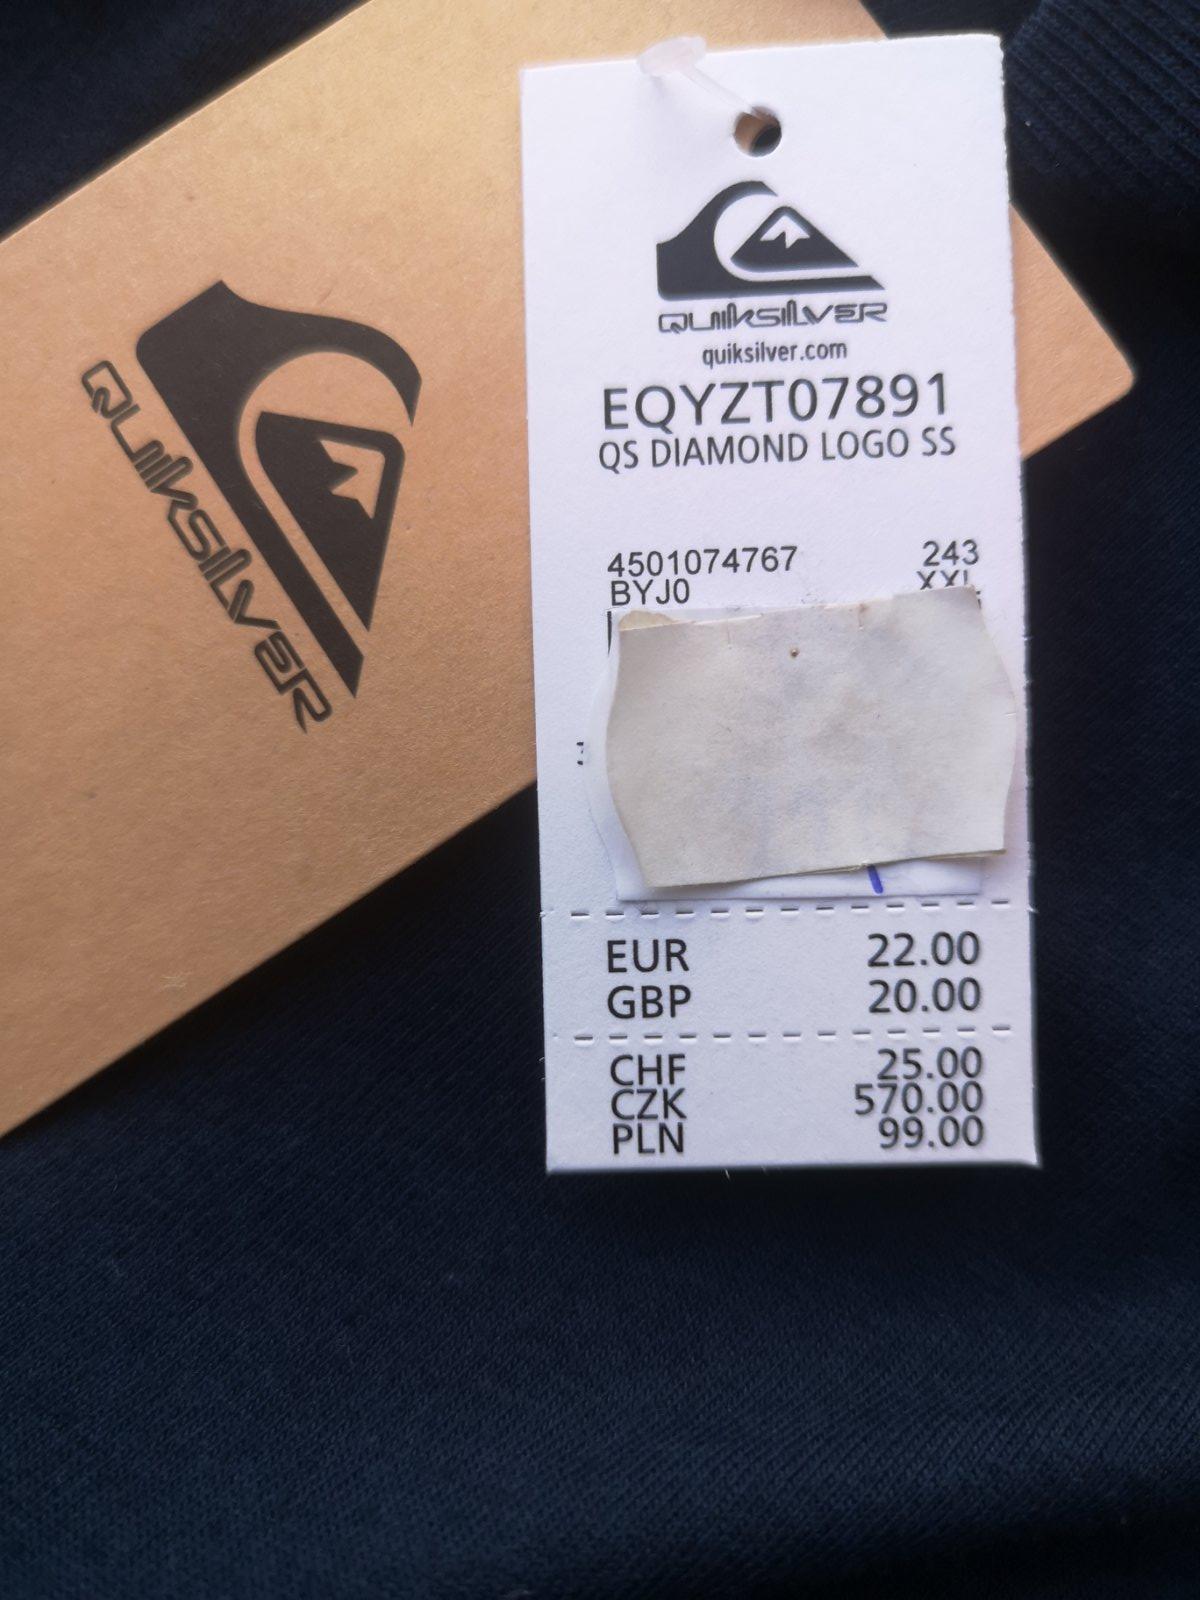 QUIKSILVER
QUIKSILVER
quiksilver.com
EQYZT07891
QS DIAMOND LOGO SS
4501074767 243
BYJ0 XXL
EUR 22.00
GBP 20.00
CHF 25.00
CZK 570.00
PLN 99.00